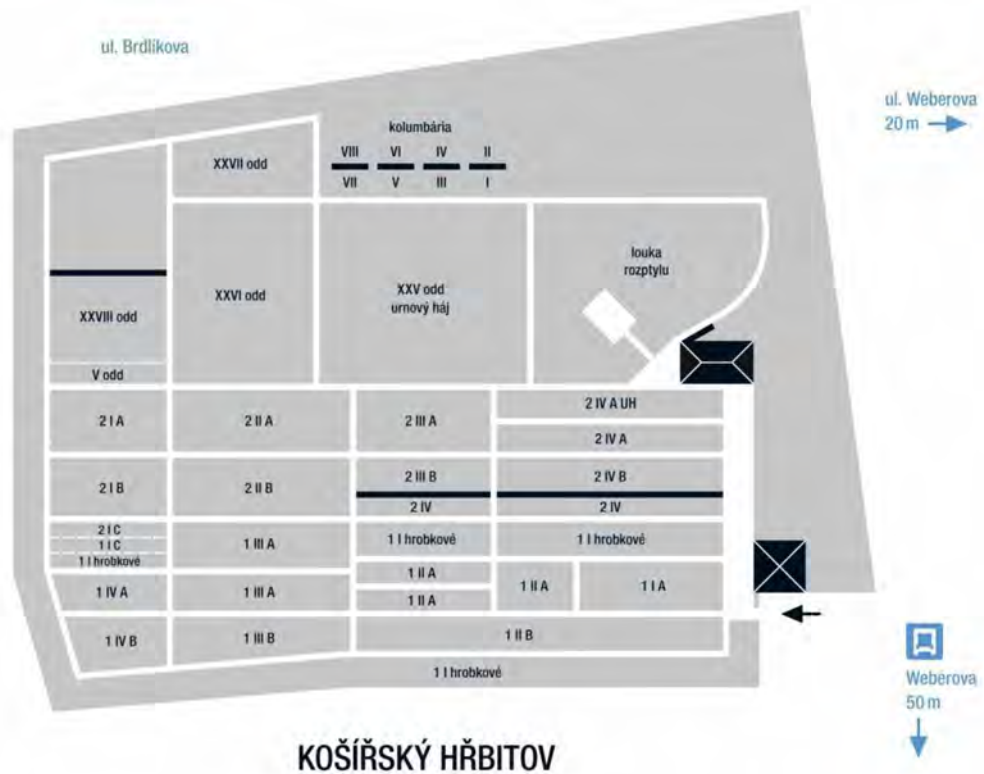 ul. Brdlíkova
ul. Weberova
20 m
kolumbária
VIII VI IV II
VII V III I
XXVII odd
louka
rozptylu
XXVI odd
XXV odd
urnový háj
XXVIII odd
V odd
2 IV A UH
2 I A
2 II A
2 III A
2 IV A
2 III B
2 IV B
2 I B
2 II B
2 IV
2 IV
2 I C
1 I C
1 I hrobkové
1 III A
1 I hrobkové
1 I hrobkové
1 II A
1 IV A
1 III A
1 II A
1 II A
1 I A
1 IV B
1 III B
1 II B
1 I hrobkové
Weberova
50 m
KOŠÍŘSKÝ HŘBITOV